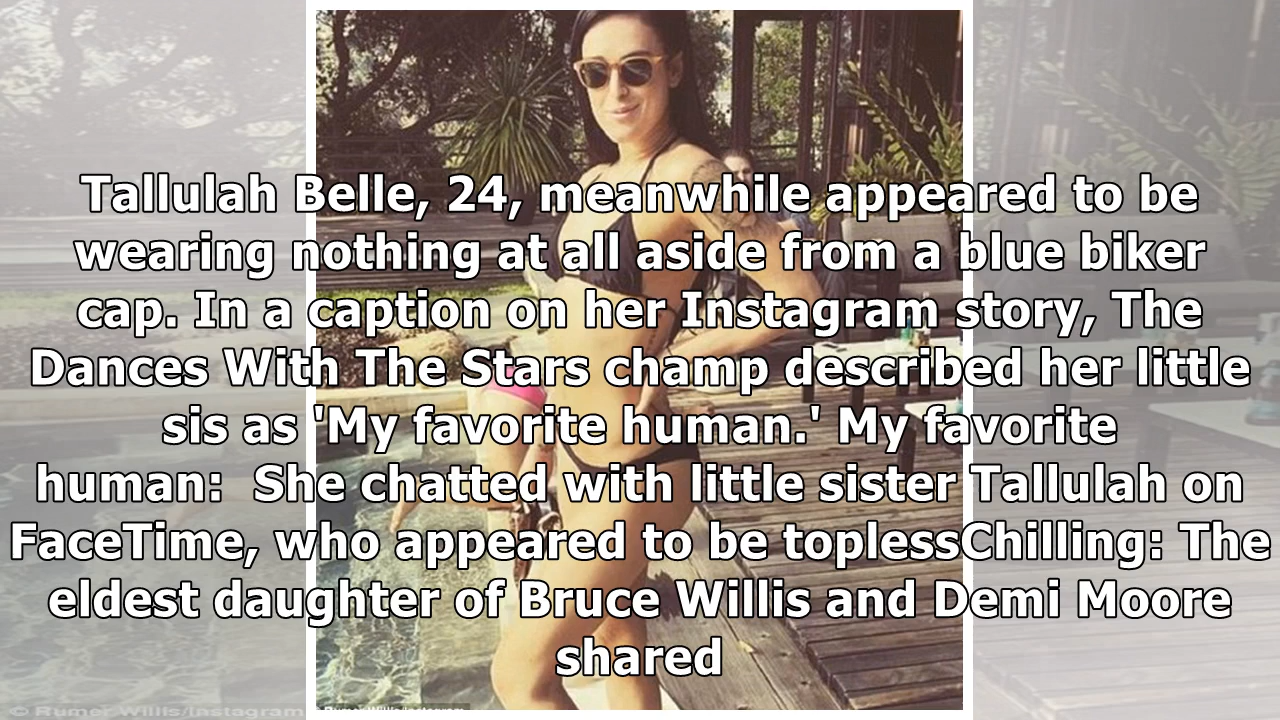 Tallulah Belle, 24, meanwhile appeared to be
wearing nothing at all aside from a blue biker
cap. In a caption on her Instagram story, The
Dances With The Stars champ described her little
sis as 'My favorite human.' My favorite
human:  She chatted with little sister Tallulah on
FaceTime, who appeared to be toplessChilling: The
eldest daughter of Bruce Willis and Demi Moore
shared
© Rumer Willis/Instagram